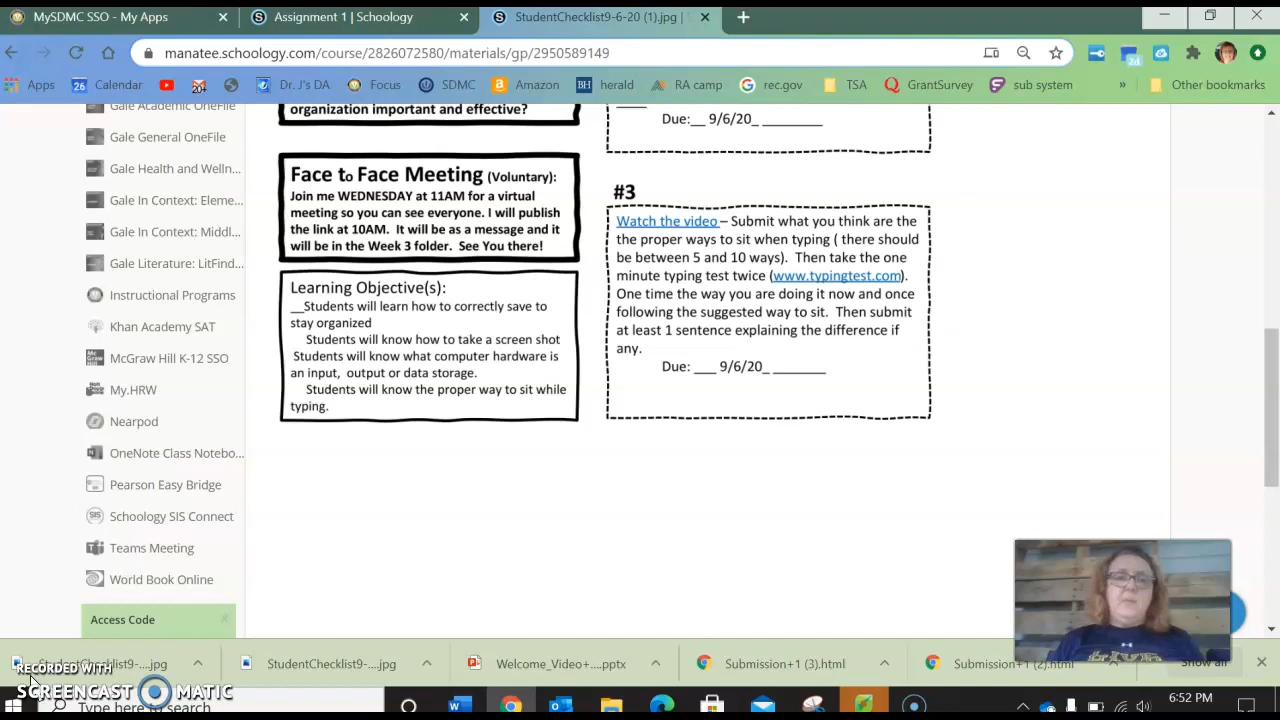 MySDMC SSO - My Apps
Assignment 1 | Schoology
StudentChecklist9-6-20 (1).jpg |
manatee.schoology.com/course/2826072580/materials/gp/2950589149
Apps
Calendar
Dr. J's DA
Focus
SDMC
Amazon
herald
RA camp
rec.gov
TSA
GrantSurvey
sub system
»
Other bookmarks
Gale Academic OneFile
Gale General OneFile
Gale Health and Welln...
Gale In Context: Eleme...
Gale In Context: Middl...
Gale Literature: LitFind...
Instructional Programs
Khan Academy SAT
McGraw Hill K-12 SSO
My.HRW
Nearpod
OneNote Class Notebo...
Pearson Easy Bridge
Schoology SIS Connect
Teams Meeting
World Book Online
Access Code
organization important and effective?
Face to Face Meeting (Voluntary):
Join me WEDNESDAY at 11AM for a virtual
meeting so you can see everyone. I will publish
the link at 10AM. It will be as a message and it
will be in the Week 3 folder. See You there!
Learning Objective(s):
__Students will learn how to correctly save to
stay organized
Students will know how to take a screen shot
Students will know what computer hardware is
an input, output or data storage.
Students will know the proper way to sit while
typing.
Due:__ 9/6/20_ _________
#3
Watch the video – Submit what you think are the
the proper ways to sit when typing ( there should
be between 5 and 10 ways). Then take the one
minute typing test twice (www.typingtest.com).
One time the way you are doing it now and once
following the suggested way to sit. Then submit
at least 1 sentence explaining the difference if
any.
Due: ___ 9/6/20_ ________
StudentChecklist9-....jpg
Welcome_Video+....pptx
Submission+1 (3).html
Submission+1 (2).html
Show all
RECORDED WITH
SCREENCAST MATIC
Type here to search
6:52 PM